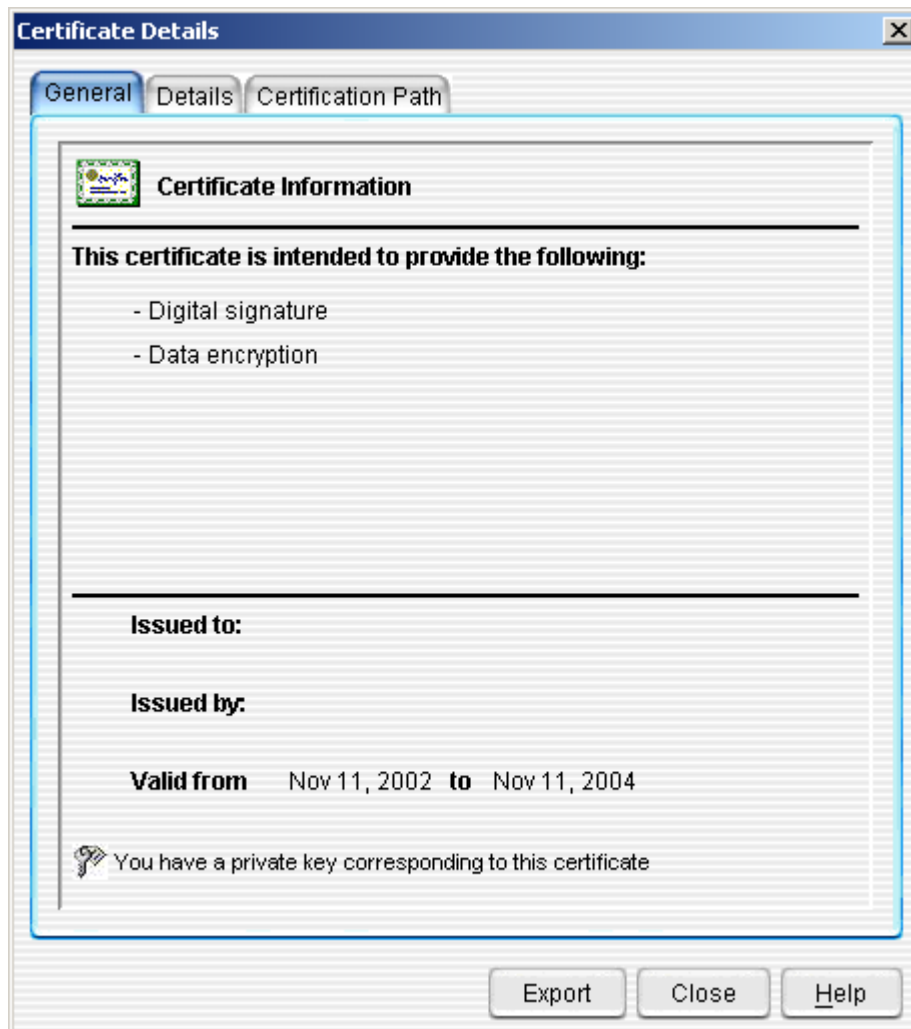 Certificate Details
General Details Certification Path
Certificate Information
This certificate is intended to provide the following:
- Digital signature
- Data encryption
Issued to:
Issued by:
Valid from Nov 11, 2002 to Nov 11, 2004
You have a private key corresponding to this certificate
Export Close Help